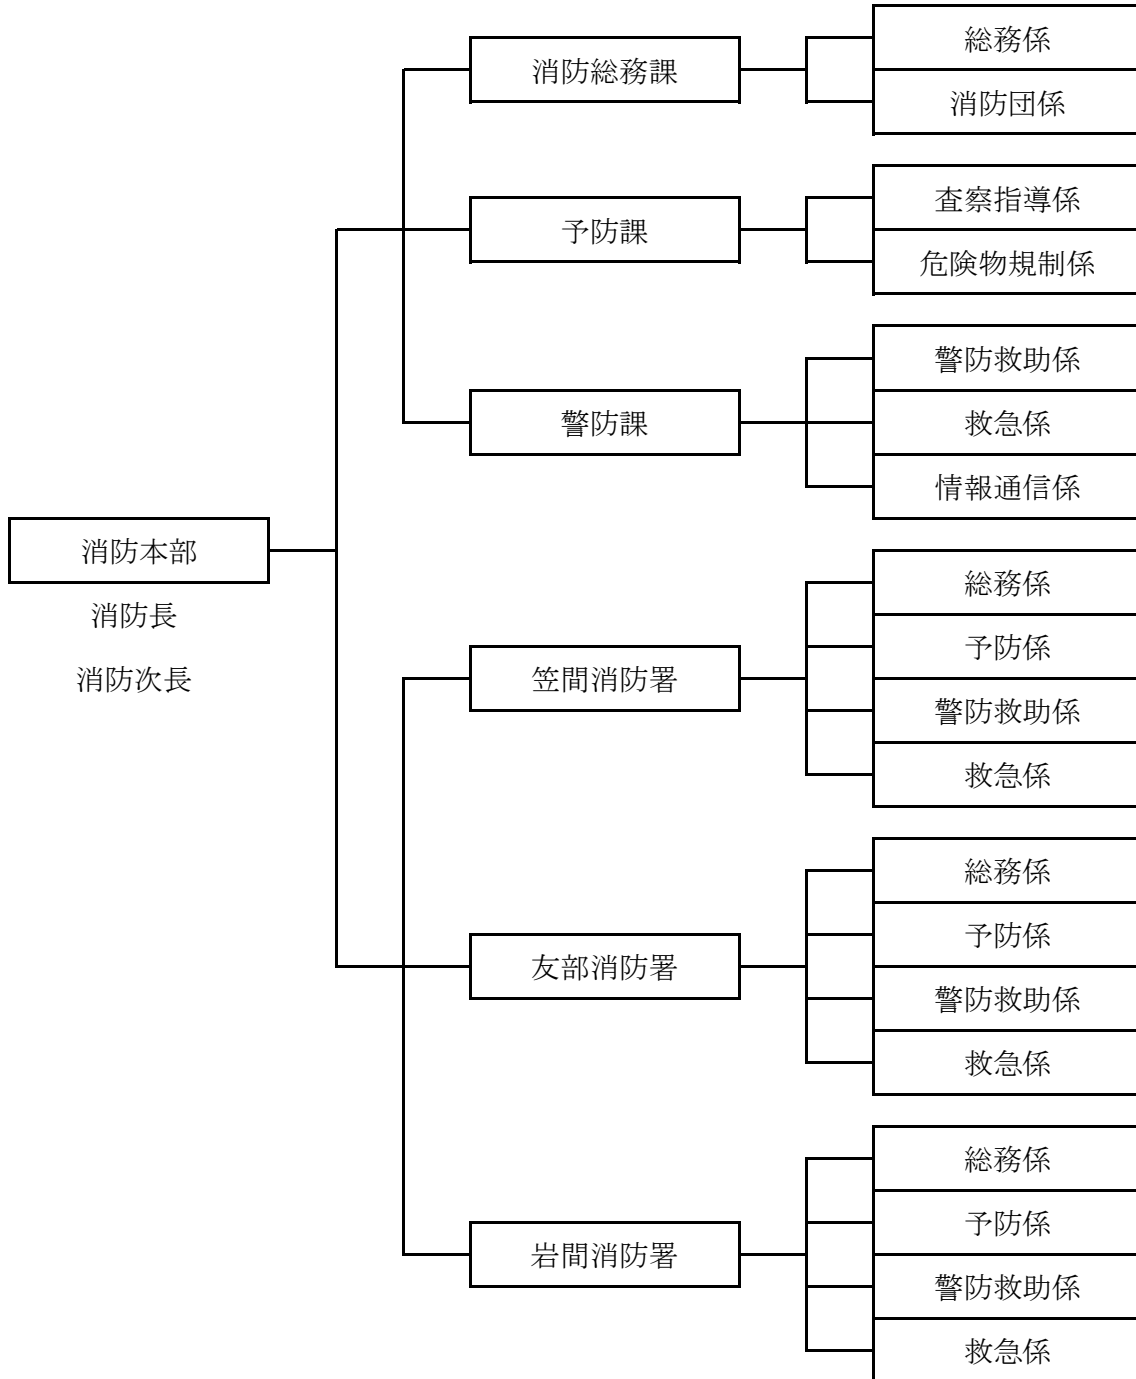 消防本部
消防長
消防次長
消防総務課
総務係
消防団係
予防課
査察指導係
危険物規制係
警防課
警防救助係
救急係
情報通信係
笠間消防署
総務係
予防係
警防救助係
救急係
友部消防署
総務係
予防係
警防救助係
救急係
岩間消防署
総務係
予防係
警防救助係
救急係